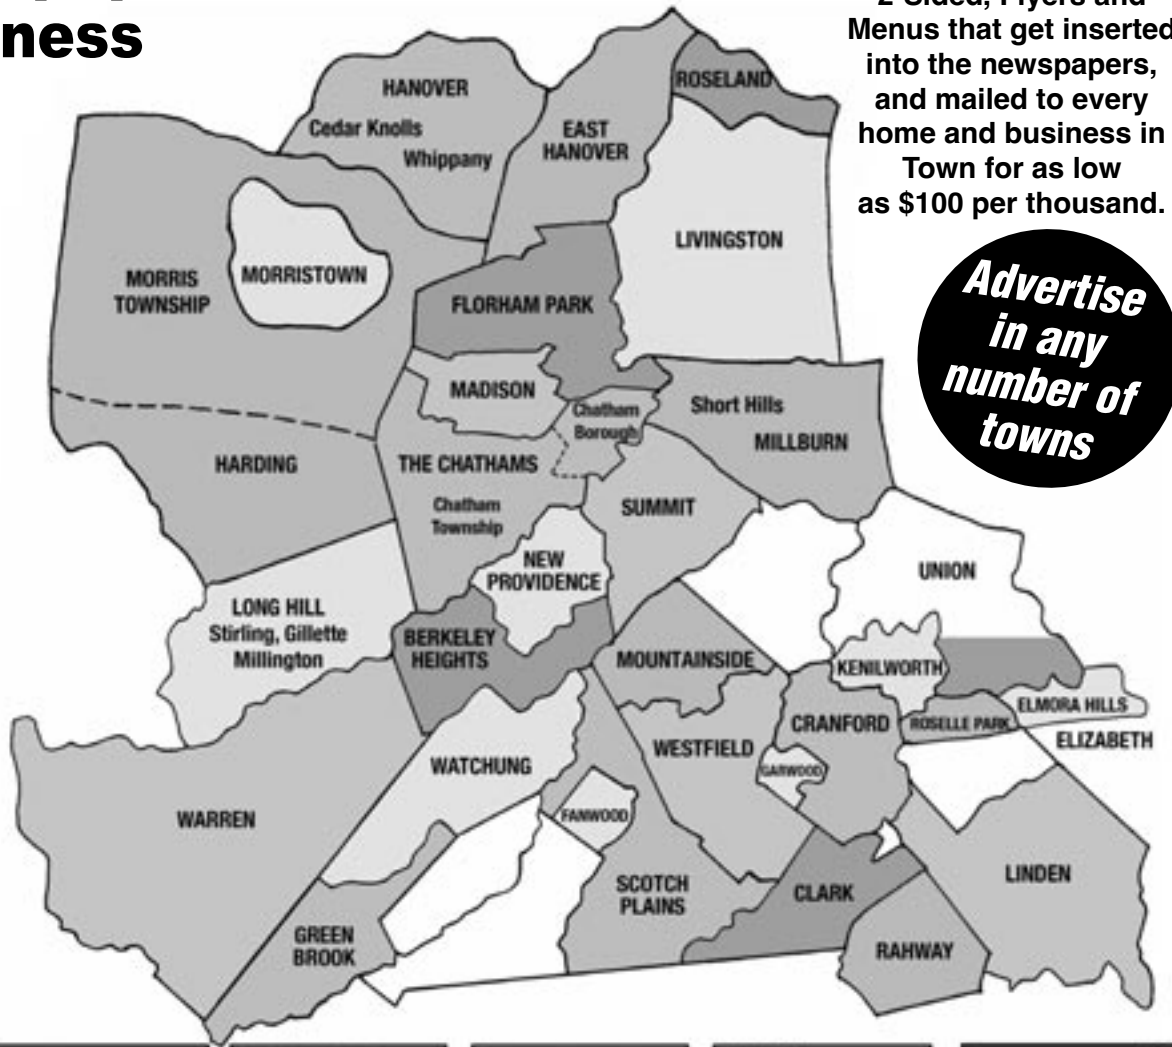 ness
2-Sided, Flyers and
Menus that get inserted
into the newspapers,
and mailed to every
home and business in
Town for as low
as $100 per thousand.
Advertise
in any
number of
towns
HANOVER
Cedar Knolls
Whippany
EAST
HANOVER
ROSELAND
LIVINGSTON
MORRIS
TOWNSHIP
MORRISTOWN
FLORHAM PARK
MADISON
Chatham
Borough
Short Hills
MILLBURN
HARDING
THE CHATHAMS
Chatham
Township
SUMMIT
NEW
PROVIDENCE
UNION
LONG HILL
Stirling, Gillette
Millington
BERKELEY
HEIGHTS
MOUNTAINSIDE
KENILWORTH
ELMORA HILLS
ROSELLE PARK
ELIZABETH
CRANFORD
WESTFIELD
GARWOOD
WATCHUNG
WARREN
FANWOOD
SCOTCH
PLAINS
CLARK
LINDEN
GREEN
BROOK
RAHWAY